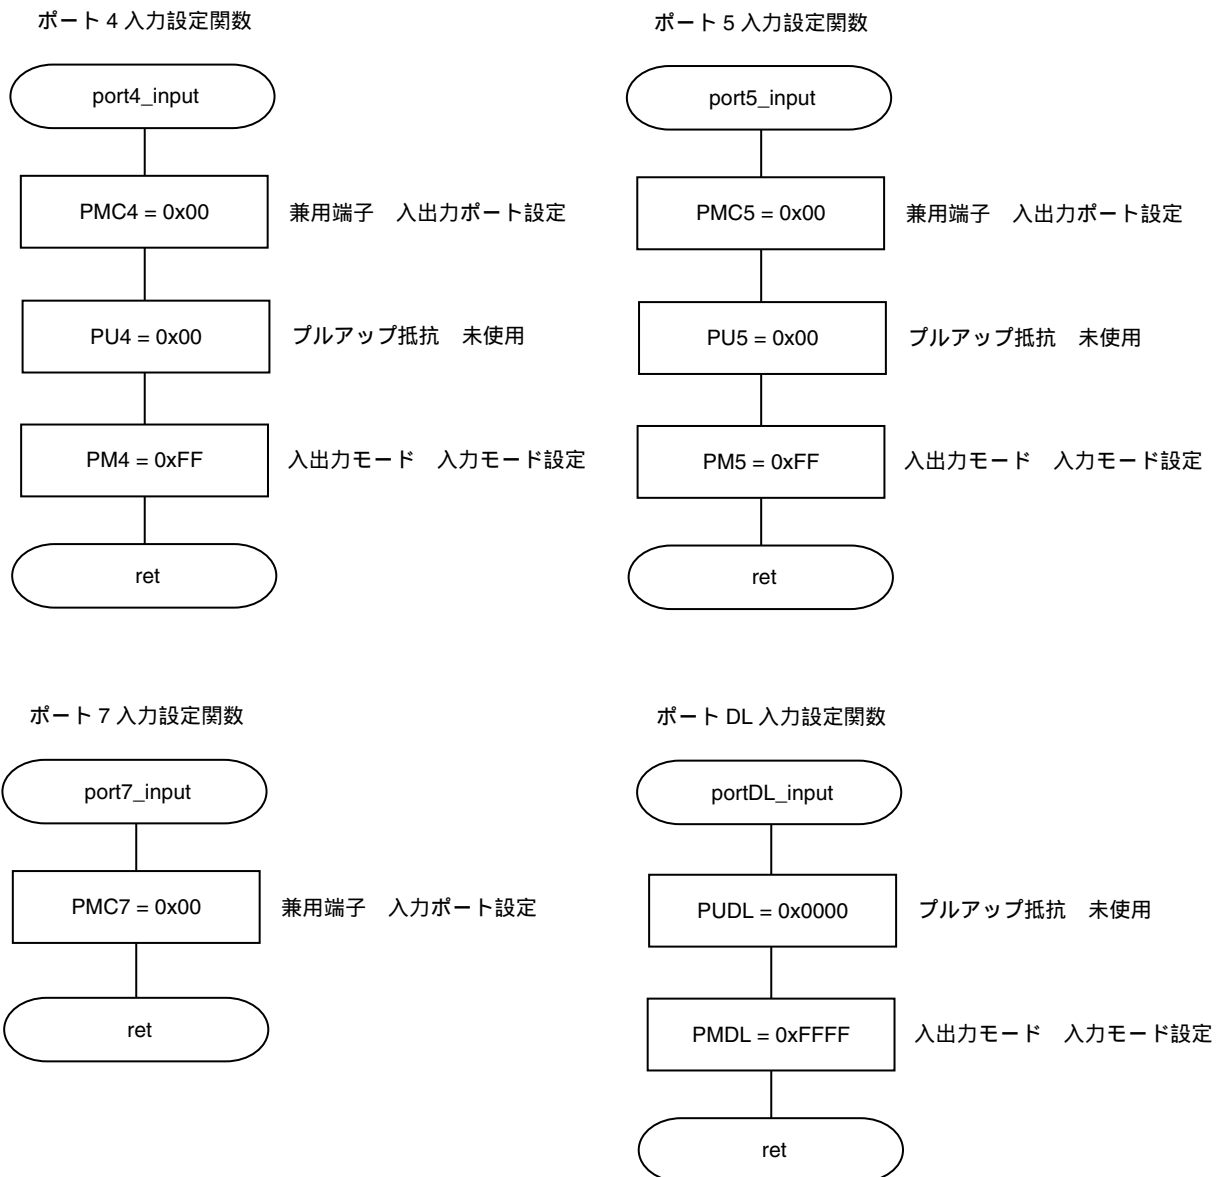 ポート 4 入力設定関数
port4_input
PMC4 = 0x00
兼用端子　入出力ポート設定
PU4 = 0x00
プルアップ抵抗　未使用
PM4 = 0xFF
入出力モード　入力モード設定
ret
ポート 5 入力設定関数
port5_input
PMC5 = 0x00
兼用端子　入出力ポート設定
PU5 = 0x00
プルアップ抵抗　未使用
PM5 = 0xFF
入出力モード　入力モード設定
ret
ポート 7 入力設定関数
port7_input
PMC7 = 0x00
兼用端子　入力ポート設定
ret
ポート DL 入力設定関数
portDL_input
PUDL = 0x0000
プルアップ抵抗　未使用
PMDL = 0xFFFF
入出力モード　入力モード設定
ret